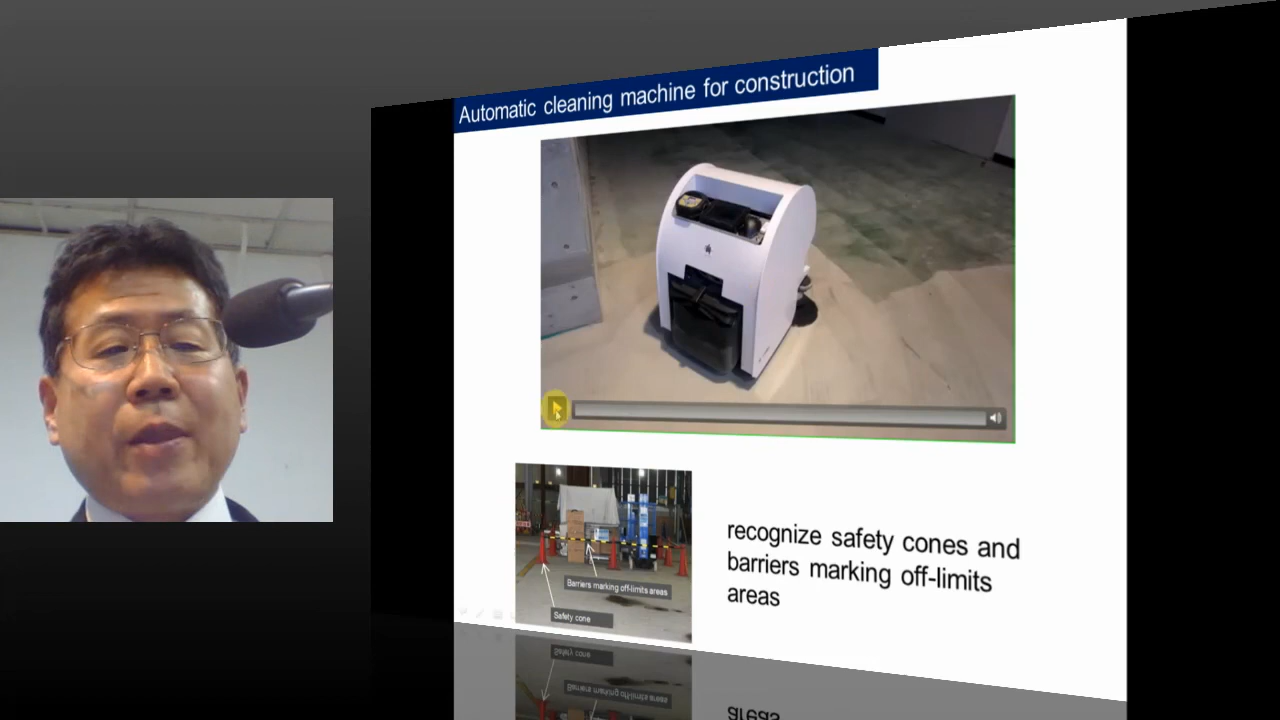 Automatic cleaning machine for construction
Barriers marking off-limits areas
Safety cone
recognize safety cones and
barriers marking off-limits
areas